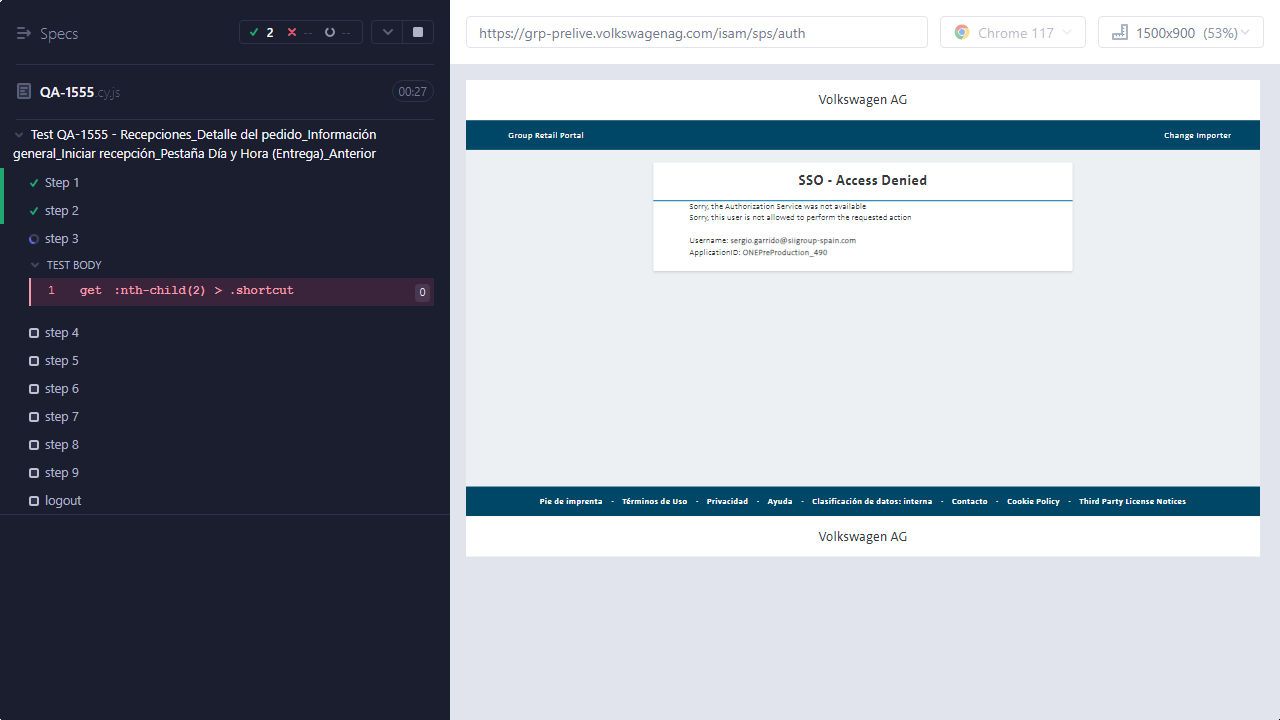 Specs
2
--
--
QA-1555.cy.js
00:27
Test QA-1555 - Recepciones_Detalle del pedido_Información
general_Iniciar recepción_Pestaña Día y Hora (Entrega)_Anterior
Step 1
step 2
step 3
TEST BODY
1 get :nth-child(2) > .shortcut 0
step 4
step 5
step 6
step 7
step 8
step 9
logout
https://grp-prelive.volkswagenag.com/isam/sps/auth
Chrome 117
1500x900 (53%)
Volkswagen AG
Group Retail Portal
Change Importer
SSO - Access Denied
Sorry, the Authorization Service was not available
Sorry, this user is not allowed to perform the requested action
Username: sergio.garrido@siigroup-spain.com
ApplicationID: ONEPreProduction_490
Pie de imprenta - Términos de Uso - Privacidad - Ayuda - Clasificación de datos: interna - Contacto - Cookie Policy - Third Party License Notices
Volkswagen AG